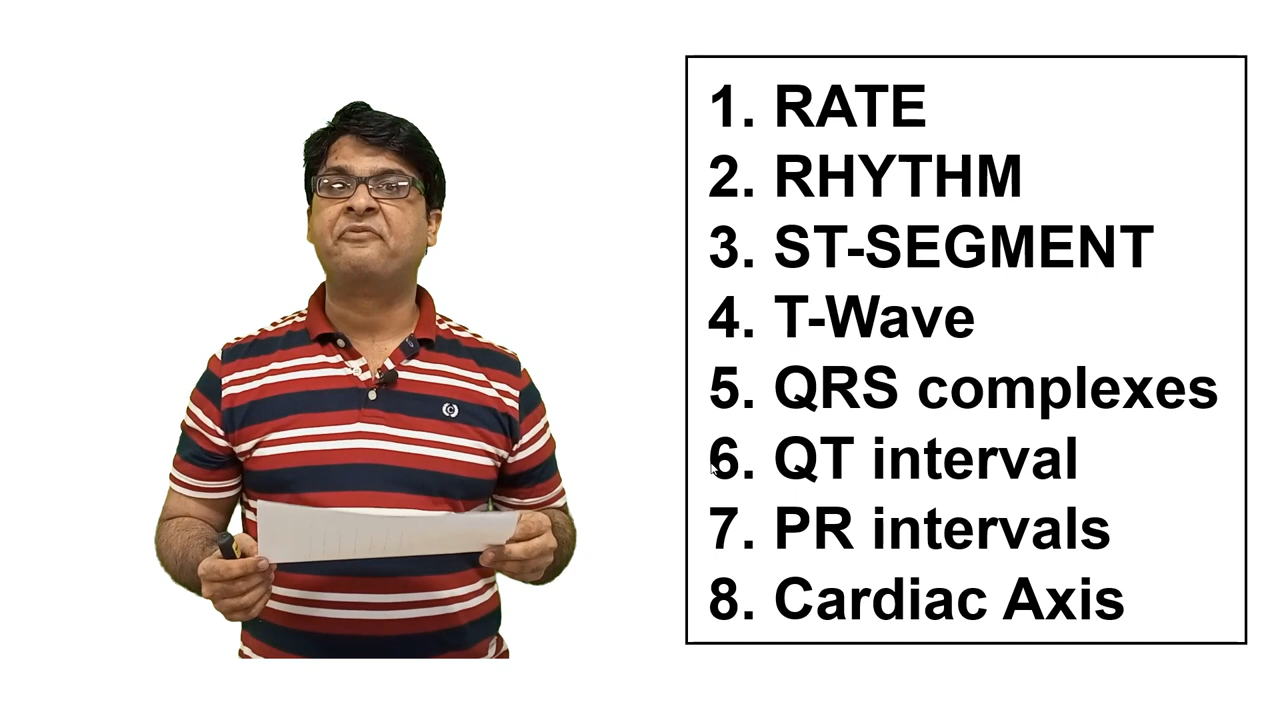 1. RATE
2. RHYTHM
3. ST-SEGMENT
4. T-Wave
5. QRS complexes
6. QT interval
7. PR intervals
8. Cardiac Axis